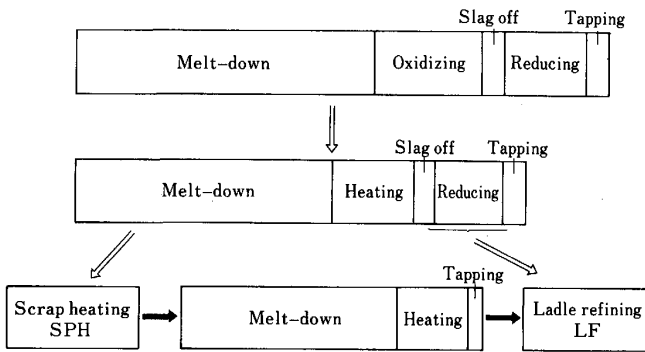 Slag off Tapping
Melt-down Oxidizing Reducing
Slag off Tapping
Melt-down Heating Reducing
Tapping
Scrap heating
SPH
Melt-down Heating
Ladle refining
LF